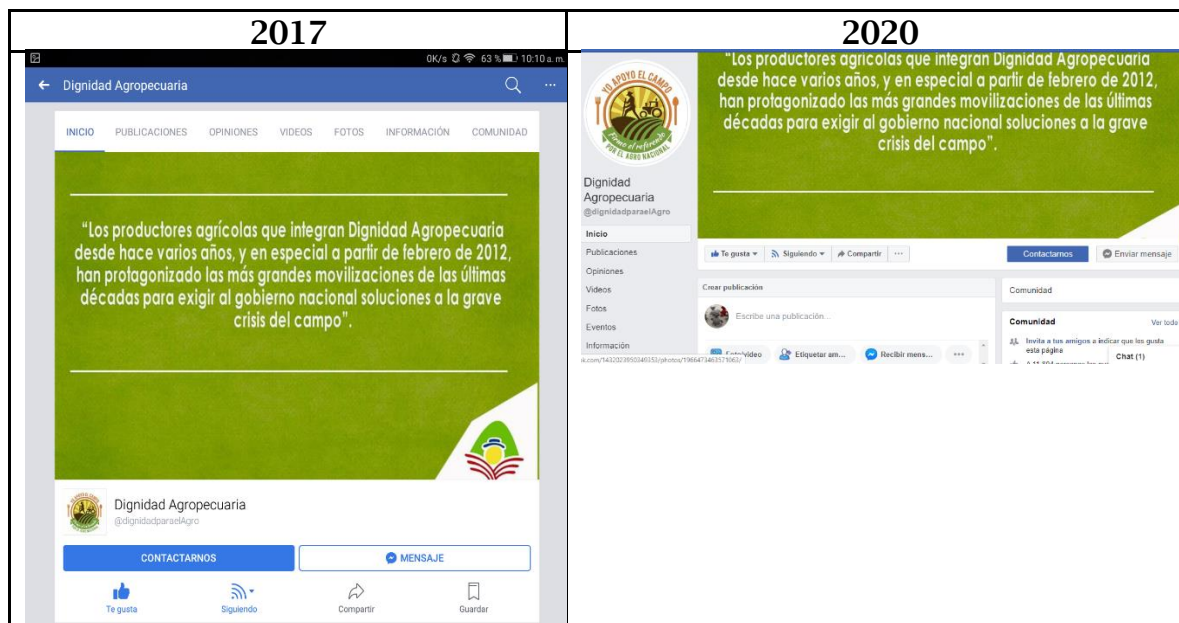 2017
2020
0K/s 63 % 10:10 a. m.
Dignidad Agropecuaria
INICIO PUBLICACIONES OPINIONES VIDEOS FOTOS INFORMACIÓN COMUNIDAD
“Los productores agrícolas que integran Dignidad Agropecuaria
desde hace varios años, y en especial a partir de febrero de 2012,
han protagonizado las más grandes movilizaciones de las últimas
décadas para exigir al gobierno nacional soluciones a la grave
crisis del campo”.
Dignidad Agropecuaria
@dignidadparaelAgro
CONTACTARNOS
MENSAJE
Te gusta
Siguiendo
Compartir
Guardar
“Los productores agrícolas que integran Dignidad Agropecuaria
desde hace varios años, y en especial a partir de febrero de 2012,
han protagonizado las más grandes movilizaciones de las últimas
décadas para exigir al gobierno nacional soluciones a la grave
crisis del campo”.
YO APOYO EL CAMPO
Firmo el referendo
POR EL AGRO NACIONAL
Dignidad
Agropecuaria
@dignidadparaelAgro
Inicio
Publicaciones
Opiniones
Videos
Fotos
Eventos
Información
Te gusta
Siguiendo
Compartir
Contactarnos
Enviar mensaje
Crear publicación
Escribe una publicación...
Foto/video
Etiquetar am...
Recibir mens...
Comunidad
Comunidad
Ver todo
Invita a tus amigos a indicar que les gusta
esta página
Chat (1)